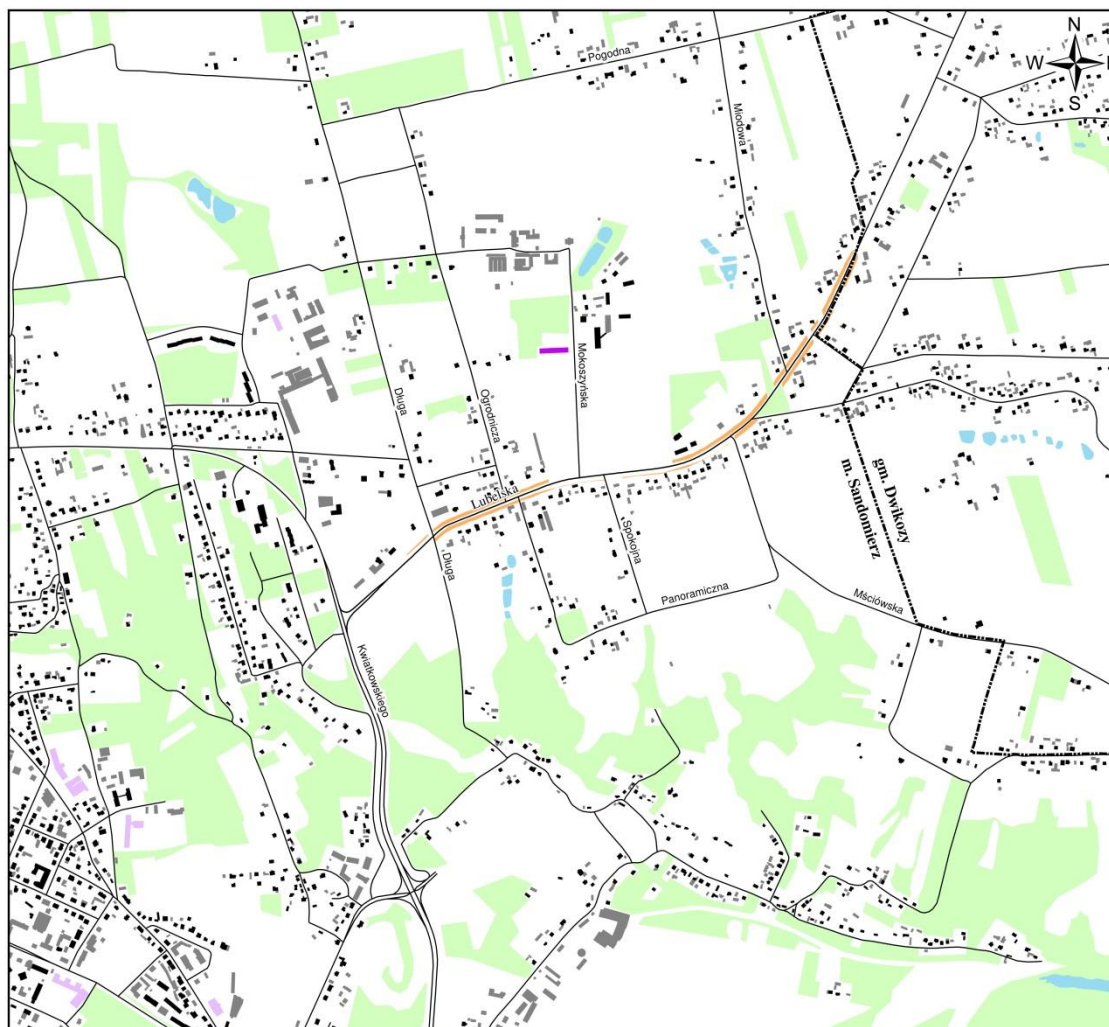 N
W
E
S
Pogodna
Miodowa
Mokoszyńska
Długa
Ogrodnicza
Lubelska
gm. Dwikozy
m. Sandomierz
Spokojna
Długa
Panoramiczna
Mściówska
Kwiatkowskiego